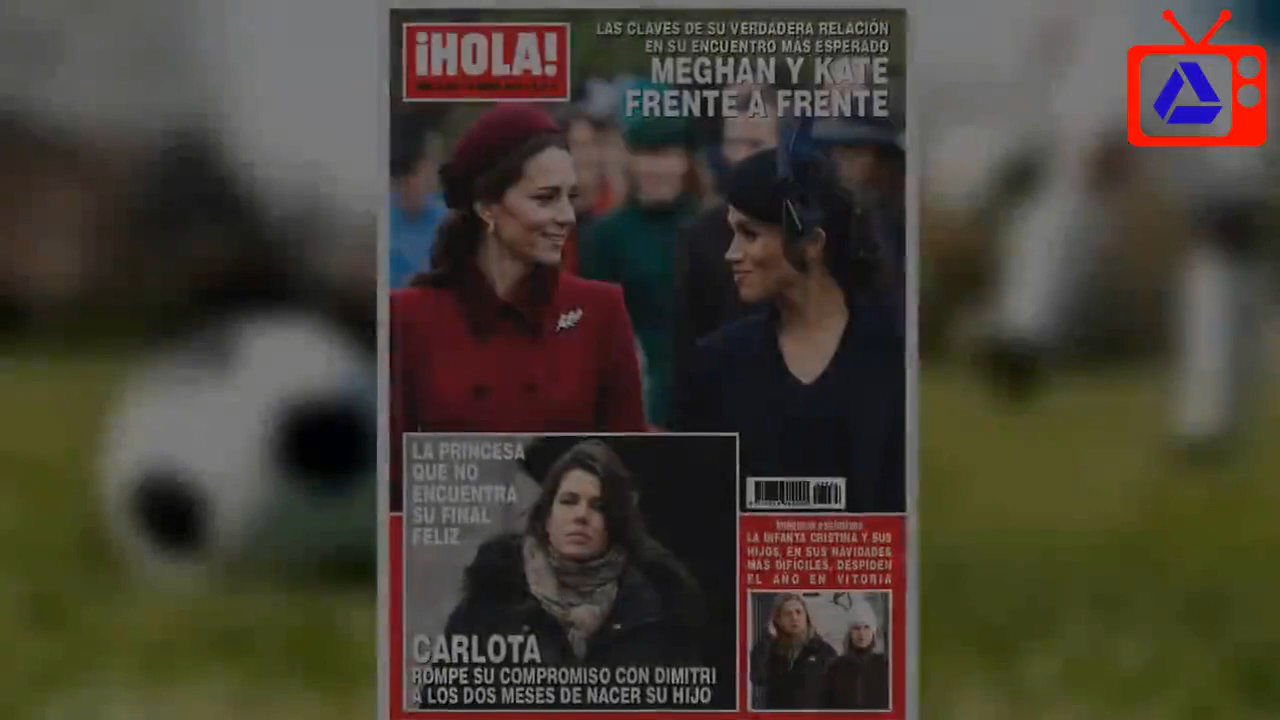 ¡HOLA!
LAS CLAVES DE SU VERDADERA RELACIÓN
EN SU ENCUENTRO MÁS ESPERADO
MEGHAN Y KATE
FRENTE A FRENTE
LA PRINCESA
QUE NO
ENCUENTRA
SU FINAL
FELIZ
CARLOTA
ROMPE SU COMPROMISO CON DIMITRI
A LOS DOS MESES DE NACER SU HIJO
LA INFANTA CRISTINA Y SUS
HIJOS, EN SUS NAVIDADES
MÁS DIFÍCILES, DESPIDEN
EL AÑO EN VITORIA